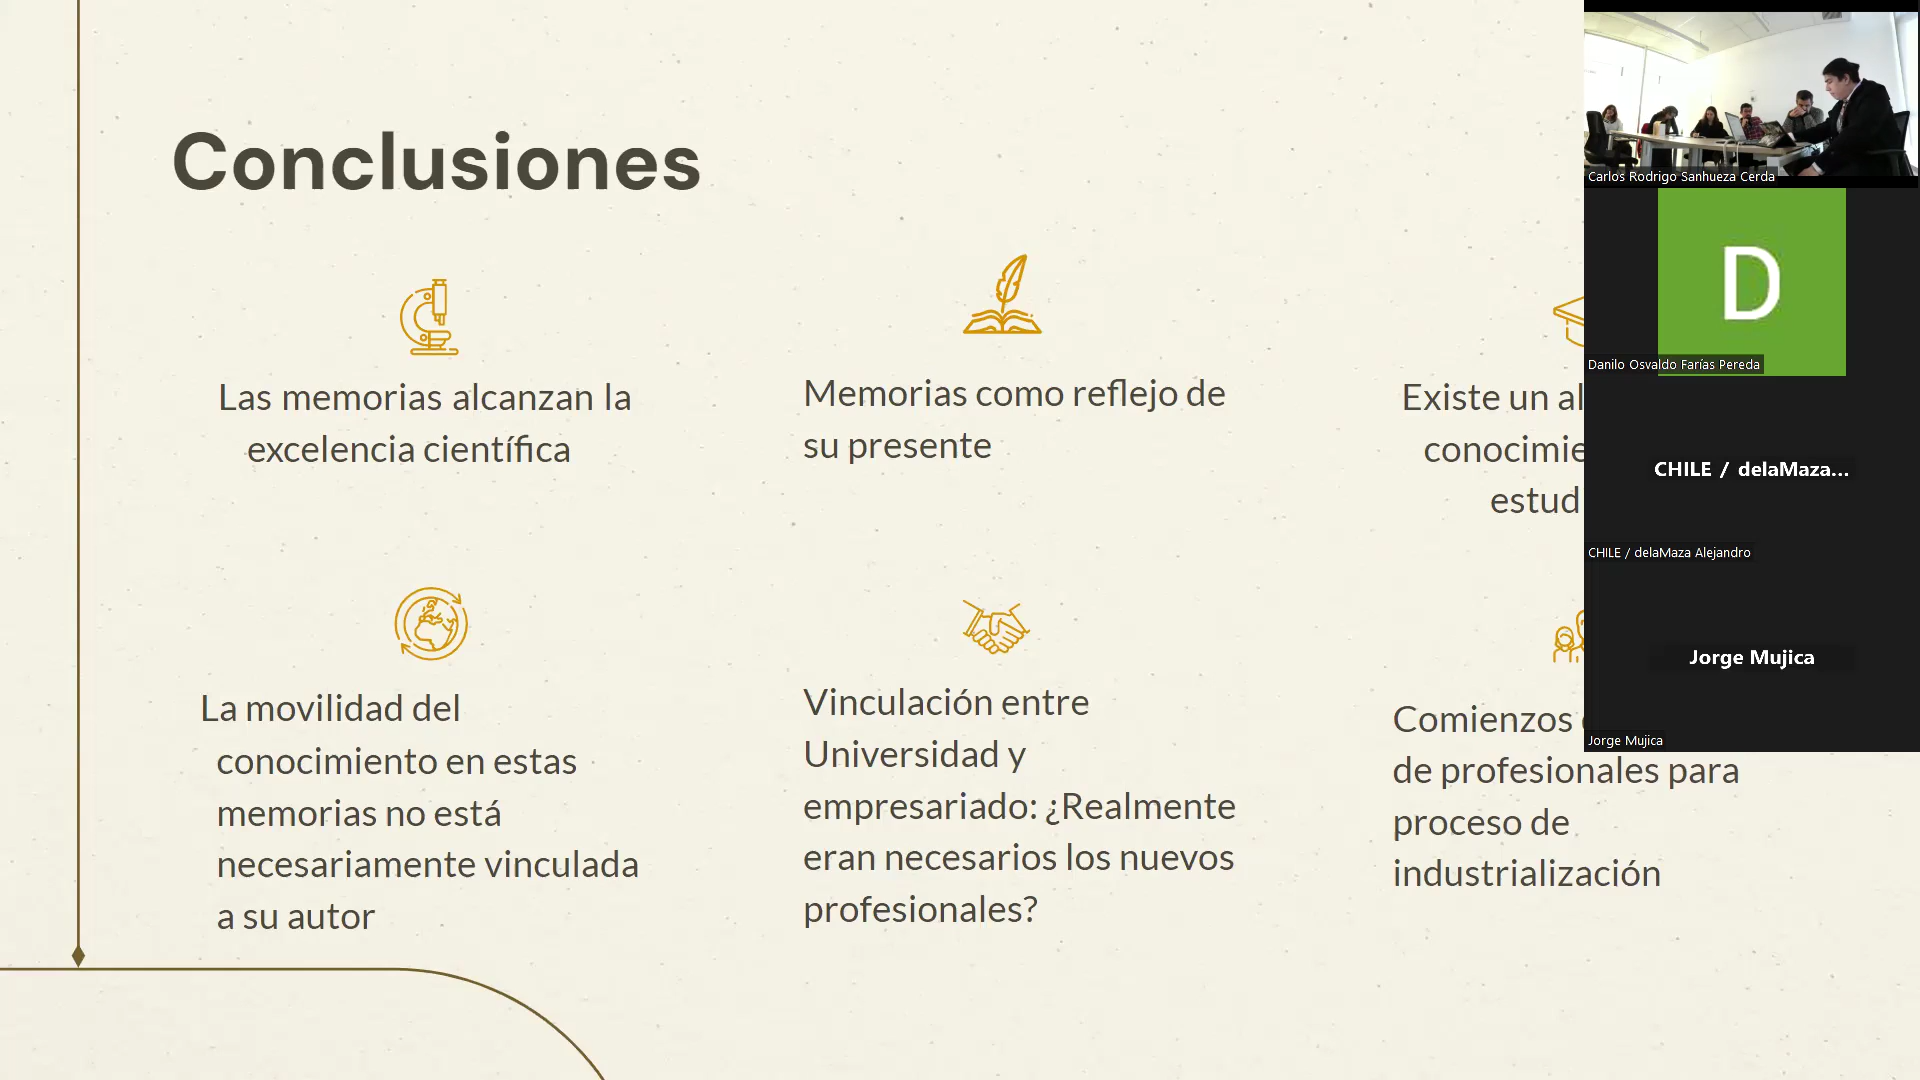 Conclusiones
Las memorias alcanzan la
excelencia científica
Memorias como reflejo de
su presente
Existe un
estud
La movilidad del
conocimiento en estas
memorias no está
necesariamente vinculada
a su autor
Vinculación entre
Universidad y
empresariado: ¿Realmente
eran necesarios los nuevos
profesionales?
Comienzos
de profesionales para
proceso de
industrialización
Carlos Rodrigo Sanhueza Cerda
D
Danilo Osvaldo Farías Pereda
CHILE / delaMaza...
CHILE / delaMaza Alejandro
Jorge Mujica
Jorge Mujica